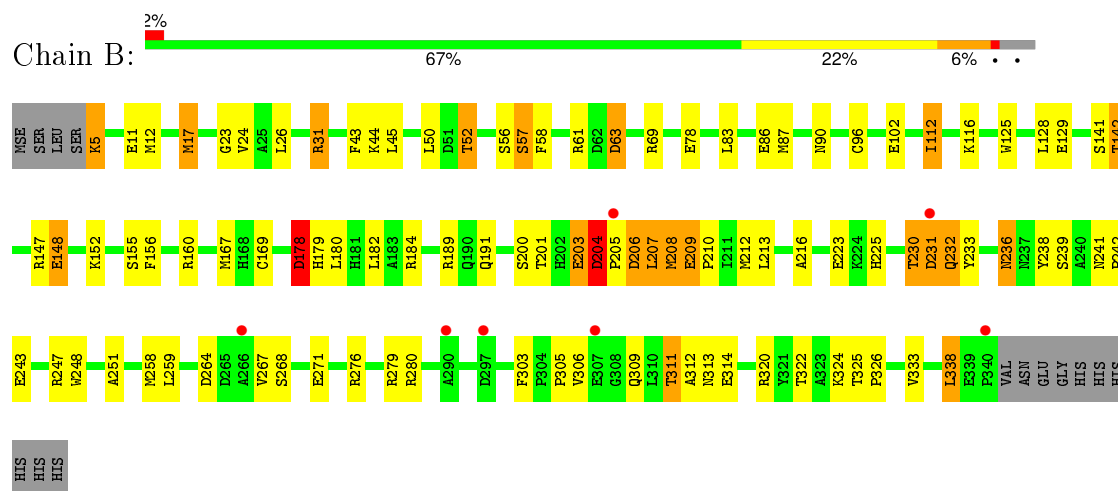 2%
Chain B:
67% 22% 6% • •
MSE SER LEU SER K5 E11 M12 M17 G23 V24 A25 L26 R31 F43 K44 L45 L50 D51 T52 S56 S57 F58 R61 D62 D63 R69 E78 L83 E86 M87 N90 C96 E102 I112 K116 W125 L128 E129 S141 T142
R147 E148 K152 S155 F156 R160 M167 H168 C169 D178 H179 L180 H181 L182 A183 R184 R189 Q190 Q191 S200 T201 H202 E203 D204 P205 D206 L207 M208 E209 P210 I211 M212 L213 A216 E223 K224 H225 T230 D231 Q232 Y233 N236 N237 Y238 S239 A240 N241 P242
E243 R247 W248 A251 M258 L259 D264 D265 A266 V267 S268 E271 R276 R279 R280 A290 D297 F303 P304 P305 V306 E307 G308 Q309 L310 T311 A312 N313 E314 R320 Y321 T322 A323 K324 T325 P326 V333 L338 E339 P340 VAL ASN GLU GLY HIS HIS HIS
HIS HIS HIS